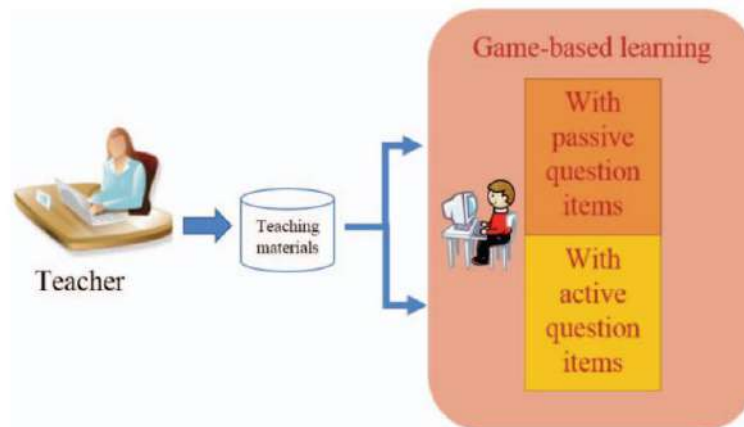 Teacher
Teaching
materials
Game-based learning
With
passive
question
items
With
active
question
items